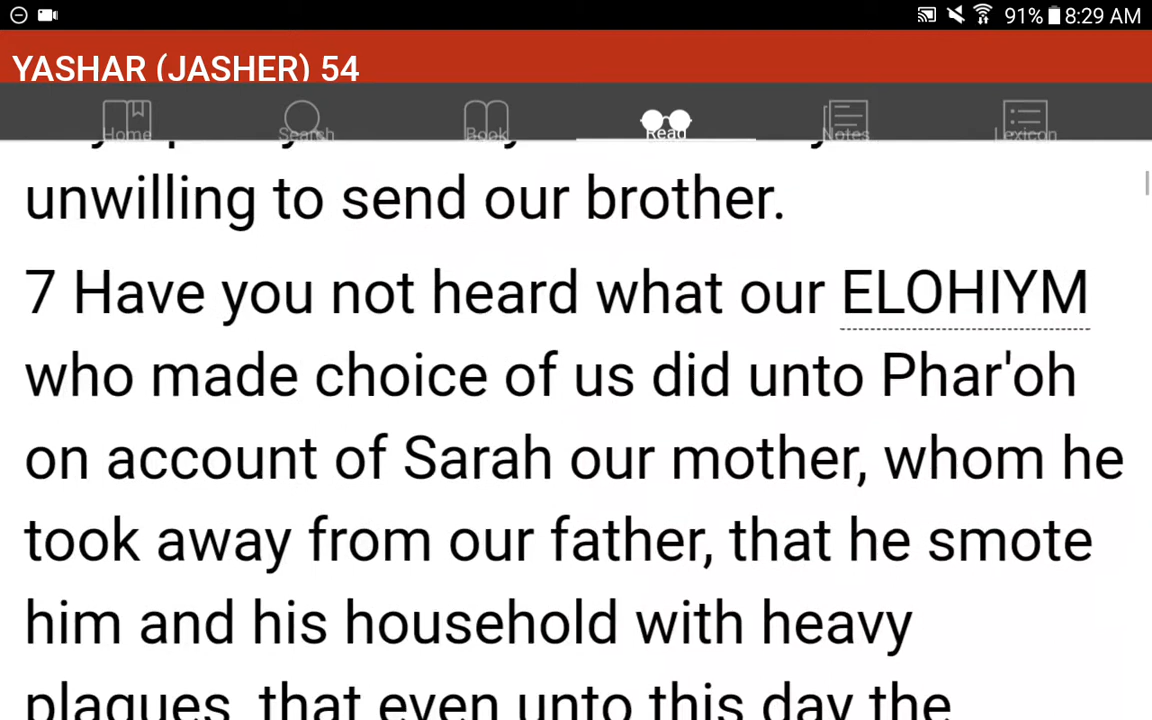 91% 8:29 AM
YASHAR (JASHER) 54
Home Search Book Read Notes Lexicon
unwilling to send our brother.
7 Have you not heard what our ELOHIYM
who made choice of us did unto Phar'oh
on account of Sarah our mother, whom he
took away from our father, that he smote
him and his household with heavy
plagues, that even unto this day the